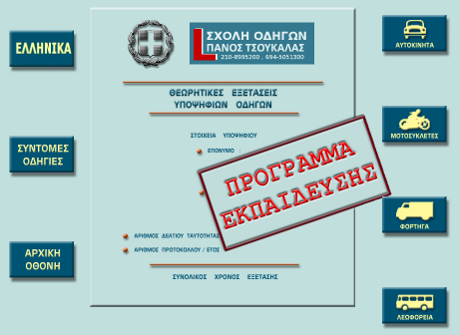 ΕΛΛΗΝΙΚΑ
ΣΥΝΤΟΜΕΣ
ΟΔΗΓΙΕΣ
ΑΡΧΙΚΗ
ΟΘΟΝΗ
L ΣΧΟΛΗ ΟΔΗΓΩΝ
ΠΑΝΟΣ ΤΣΟΥΚΑΛΑΣ
210-8995203 , 694-5051300
ΘΕΩΡΗΤΙΚΕΣ ΕΞΕΤΑΣΕΙΣ
ΥΠΟΨΗΦΙΩΝ ΟΔΗΓΩΝ
ΣΤΟΙΧΕΙΑ ΥΠΟΨΗΦΙΟΥ
ΕΠΩΝΥΜΟ :
ΠΡΟΓΡΑΜΜΑ
ΕΚΠΑΙΔΕΥΣΗΣ
ΑΡΙΘΜΟΣ ΔΕΛΤΙΟΥ ΤΑΥΤΟΤΗΤΑΣ
ΑΡΙΘΜΟΣ ΠΡΩΤΟΚΟΛΛΟΥ / ΕΤΟΣ
ΣΥΝΟΛΙΚΟΣ ΧΡΟΝΟΣ ΕΞΕΤΑΣΗΣ
ΑΥΤΟΚΙΝΗΤΑ
ΜΟΤΟΣΥΚΛΕΤΕΣ
ΦΟΡΤΗΓΑ
ΛΕΩΦΟΡΕΙΑ